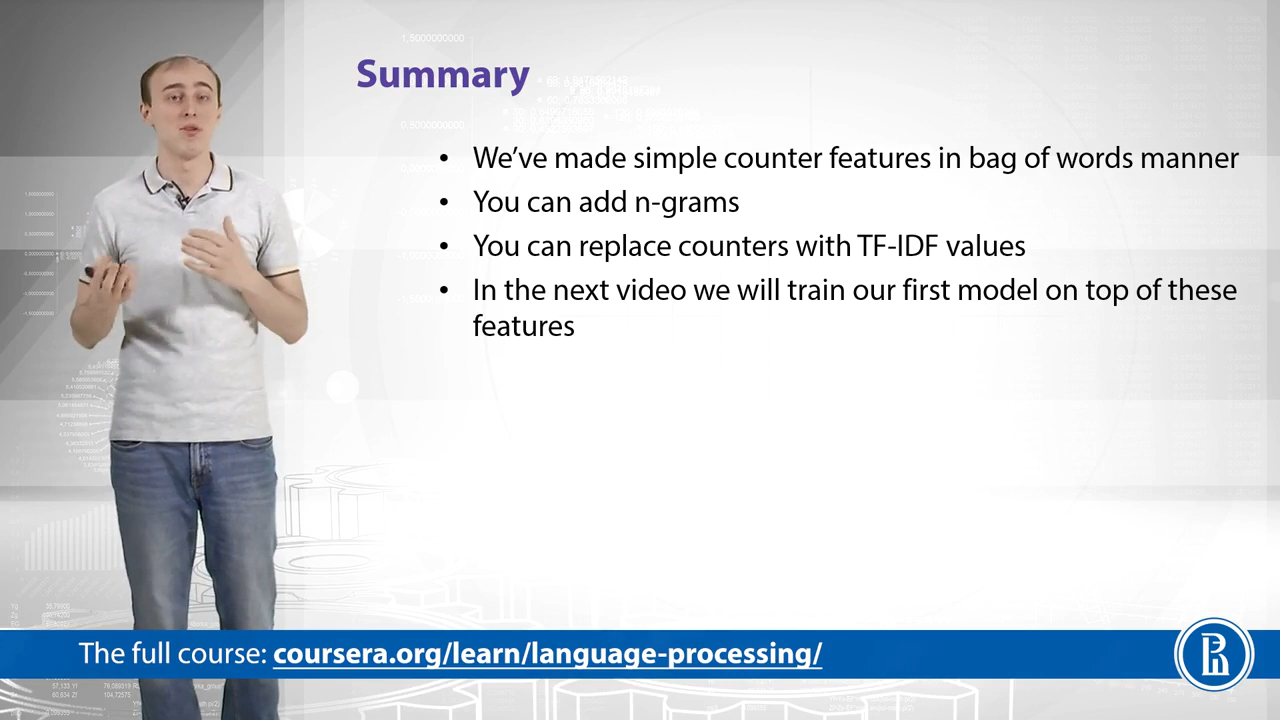 Summary
• We’ve made simple counter features in bag of words manner
• You can add n-grams
• You can replace counters with TF-IDF values
• In the next video we will train our first model on top of these
features
The full course: coursera.org/learn/language-processing/